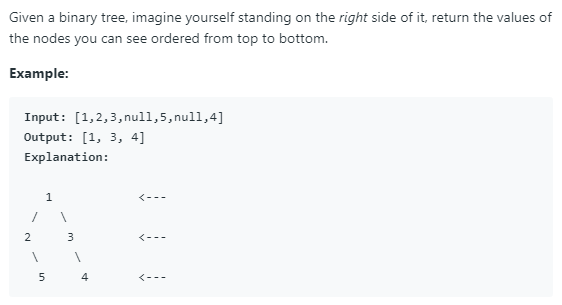 Given a binary tree, imagine yourself standing on the right side of it, return the values of
the nodes you can see ordered from top to bottom.
Example:
Input: [1,2,3,null,5,null,4]
Output: [1, 3, 4]
Explanation:
1 <---
/ \
2 3 <---
\ \
5 4 <---